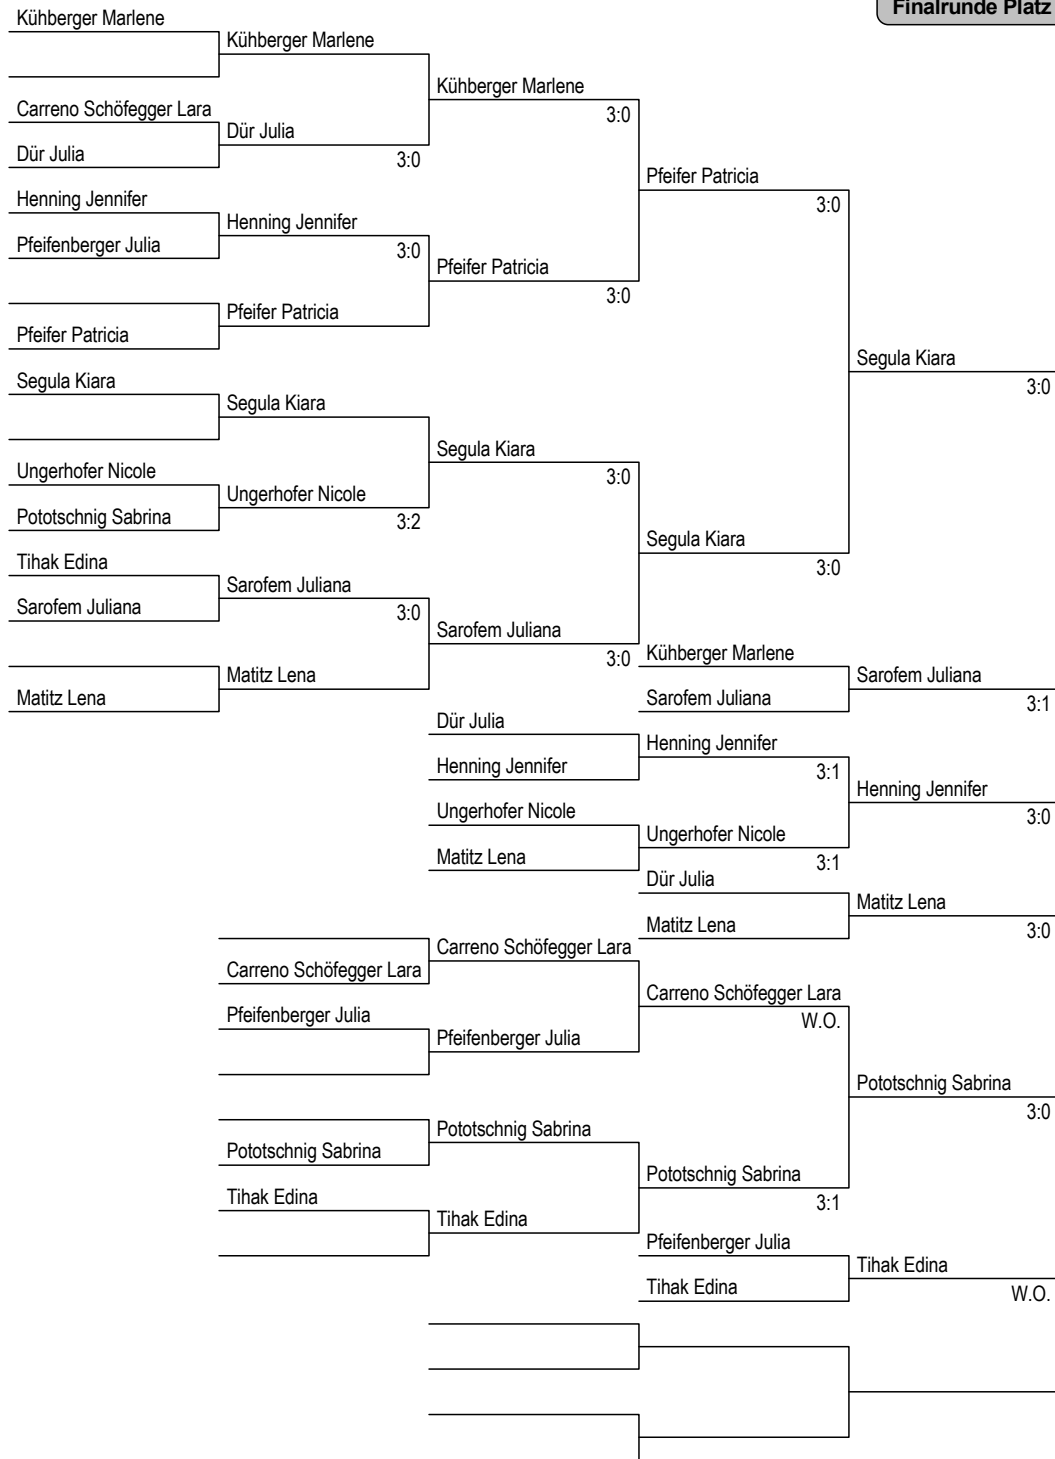 Finalrunde Platz
Kühberger Marlene
Kühberger Marlene
Kühberger Marlene
3:0
Carreno Schöfegger Lara
Dür Julia
3:0
Dür Julia
Pfeifer Patricia
3:0
Henning Jennifer
Henning Jennifer
3:0
Pfeifenberger Julia
Pfeifer Patricia
3:0
Pfeifer Patricia
Pfeifer Patricia
Segula Kiara
3:0
Segula Kiara
Segula Kiara
Segula Kiara
3:0
Ungerhofer Nicole
Ungerhofer Nicole
3:2
Pototschnig Sabrina
Segula Kiara
3:0
Tihak Edina
Sarofem Juliana
3:0
Sarofem Juliana
Sarofem Juliana
3:0
Kühberger Marlene
Matitz Lena
Sarofem Juliana
3:1
Matitz Lena
Sarofem Juliana
Dür Julia
Henning Jennifer
3:1
Henning Jennifer
Henning Jennifer
3:0
Ungerhofer Nicole
Ungerhofer Nicole
3:1
Matitz Lena
Dür Julia
Matitz Lena
3:0
Matitz Lena
Carreno Schöfegger Lara
Carreno Schöfegger Lara
Carreno Schöfegger Lara
W.O.
Pfeifenberger Julia
Pfeifenberger Julia
Pototschnig Sabrina
3:0
Pototschnig Sabrina
Pototschnig Sabrina
Pototschnig Sabrina
3:1
Tihak Edina
Tihak Edina
Pfeifenberger Julia
Tihak Edina
W.O.
Tihak Edina